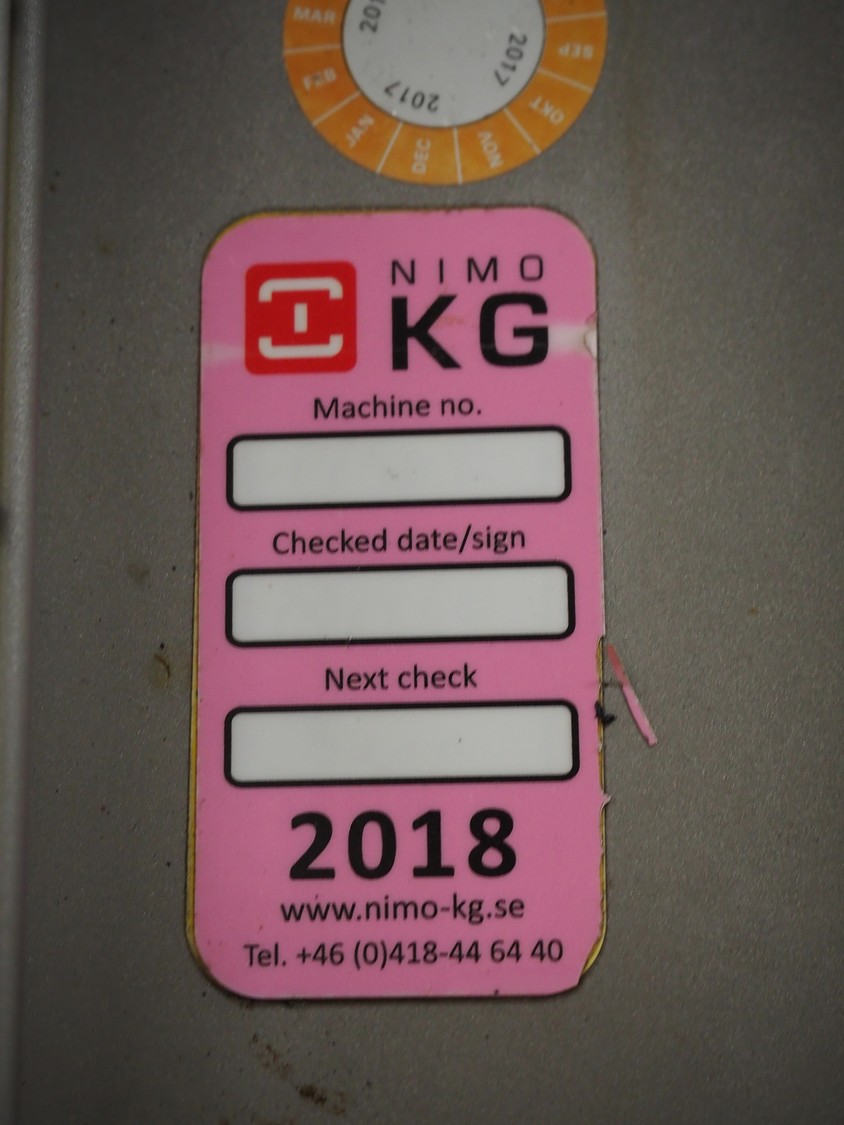 MAR
FEB
JAN
DEC
NOV
OKT
SEP
2017
2017
NIMO
KG
Machine no.
Checked date/sign
Next check
2018
www.nimo-kg.se
Tel. +46 (0)418-44 64 40